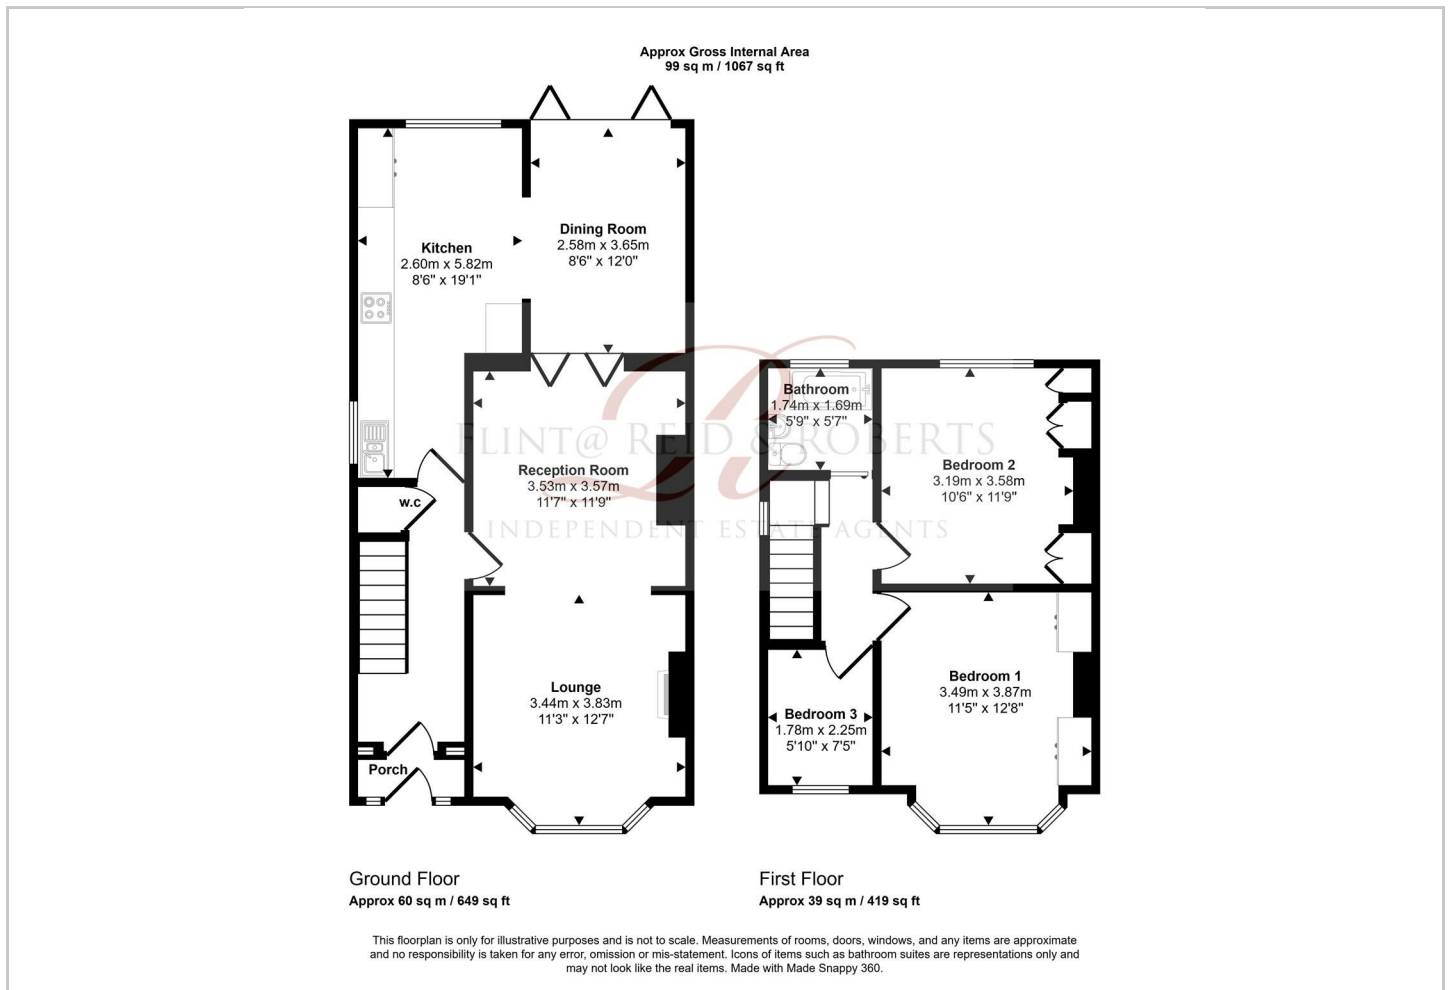 Approx Gross Internal Area
99 sq m / 1067 sq ft
Kitchen
2.60m x 5.82m
8'6" x 19'1"
Dining Room
2.58m x 3.65m
8'6" x 12'0"
Reception Room
3.53m x 3.57m
11'7" x 11'9"
w.c
Lounge
3.44m x 3.83m
11'3" x 12'7"
Porch
Bathroom
1.74m x 1.69m
5'9" x 5'7"
Bedroom 2
3.19m x 3.58m
10'6" x 11'9"
Bedroom 1
3.49m x 3.87m
11'5" x 12'8"
Bedroom 3
1.78m x 2.25m
5'10" x 7'5"
R
FLINT@ REID & ROBERTS
INDEPENDENT ESTATE AGENTS
Ground Floor
Approx 60 sq m / 649 sq ft
First Floor
Approx 39 sq m / 419 sq ft
This floorplan is only for illustrative purposes and is not to scale. Measurements of rooms, doors, windows, and any items are approximate
and no responsibility is taken for any error, omission or mis-statement. Icons of items such as bathroom suites are representations only and
may not look like the real items. Made with Made Snappy 360.